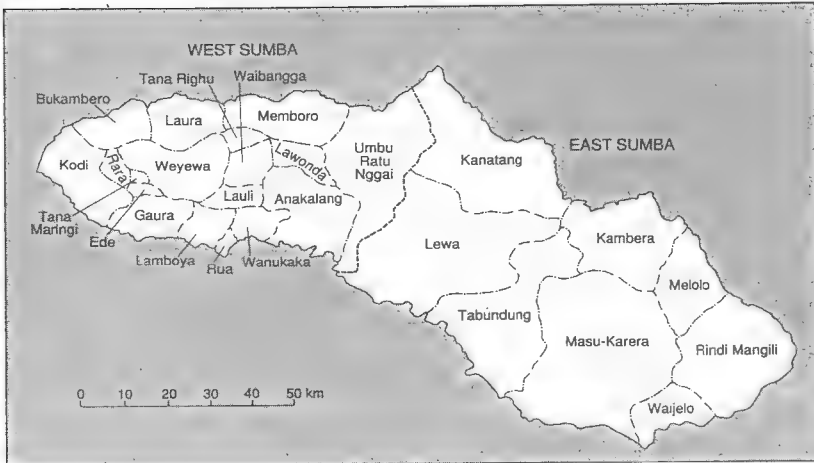 WEST SUMBA
Tana Righu
Waibangga
Bukambero
Laura
Memboro
EAST SUMBA
Kodi
Rara
Weyewa
Lawonda
Umbu
Ratu
Nggai
Kanatang
Lauli
Anakalang
Tana
Maringi
Gaura
Ede
Lamboya
Rua
Wanukaka
Lewa
Kambera
Melolo
Tabundung
Masu-Karera
Rindi Mangili
Waijelo
0 10 20 30 40 50 km